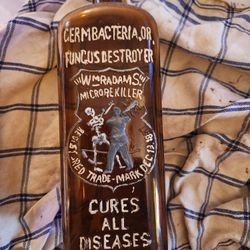 GERM BACTERIA, OR
FUNGUS DESTROYER
WM RADAM'S
MICROBE KILLER
REGISTERED TRADE-MARK DEC. 13. 1887
CURES
ALL
DISEASES